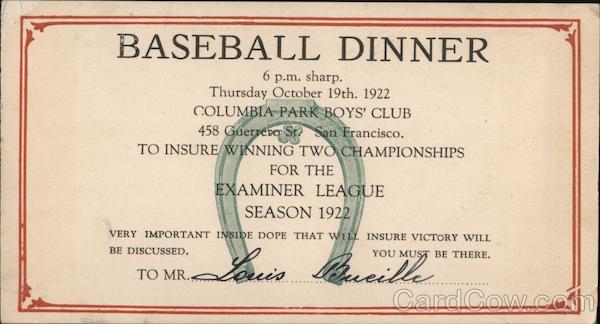 BASEBALL DINNER
6 p.m. sharp.
Thursday October 19th. 1922
COLUMBIA PARK BOYS' CLUB
458 Guerrero St. San Francisco.
TO INSURE WINNING TWO CHAMPIONSHIPS
FOR THE
EXAMINER LEAGUE
SEASON 1922
VERY IMPORTANT INSIDE DOPE THAT WILL INSURE VICTORY WILL
BE DISCUSSED. YOU MUST BE THERE.
TO MR. Louis Bucille
CardCow.com